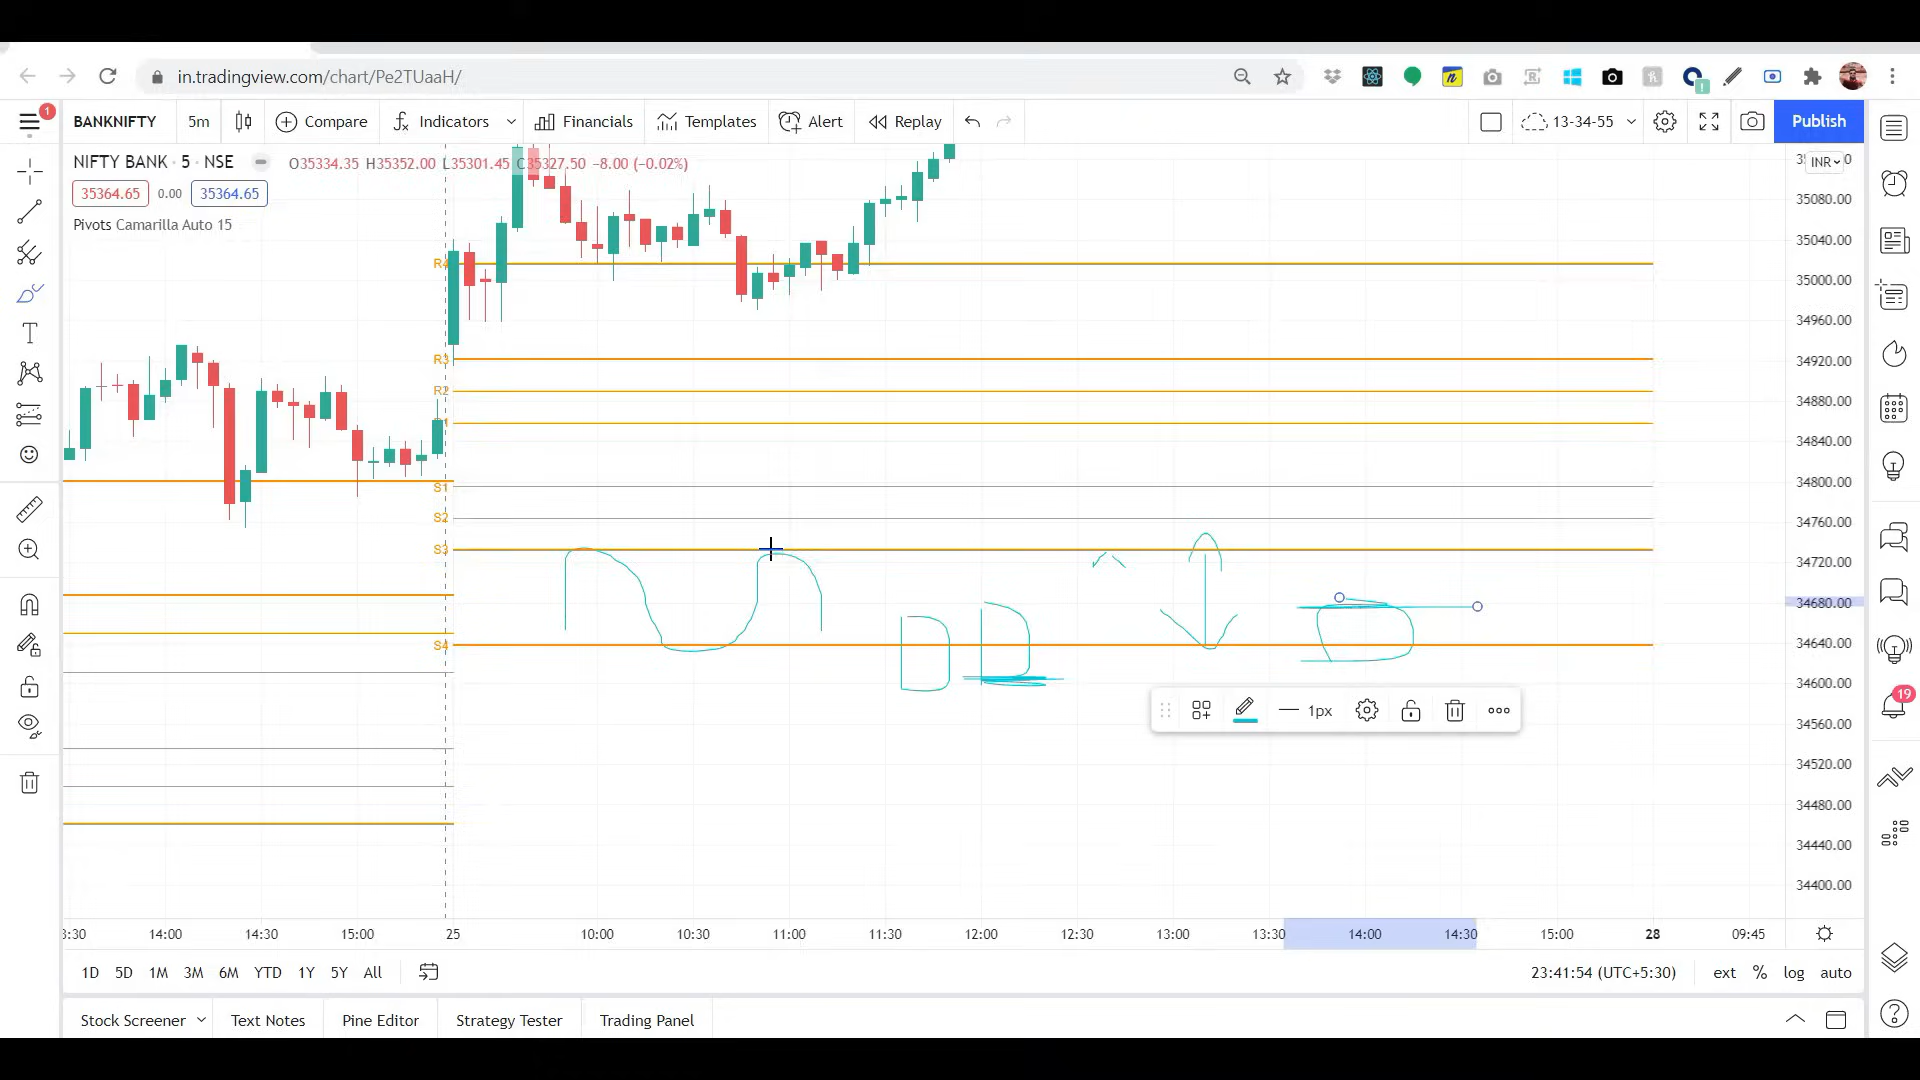 in.tradingview.com/chart/Pe2TUaaH/
1 BANKNIFTY 5m Compare Indicators Financials Templates Alert Replay 13-34-55 Publish
NIFTY BANK · 5 · NSE O35334.35 H35352.00 L35301.45 C35327.50 −8.00 (−0.02%)
INR
35364.65 0.00 35364.65
Pivots Camarilla Auto 15
35080.00
35040.00
R4
35000.00
34960.00
R3
34920.00
R2
34880.00
34840.00
34800.00
S1
S2
34760.00
S3
34720.00
34680.00
S4
34640.00
34600.00
19
1px
34560.00
34520.00
34480.00
34440.00
34400.00
3:30 14:00 14:30 15:00 25 10:00 10:30 11:00 11:30 12:00 12:30 13:00 13:30 14:00 14:30 15:00 28 09:45
1D 5D 1M 3M 6M YTD 1Y 5Y All 23:41:54 (UTC+5:30) ext % log auto
Stock Screener Text Notes Pine Editor Strategy Tester Trading Panel